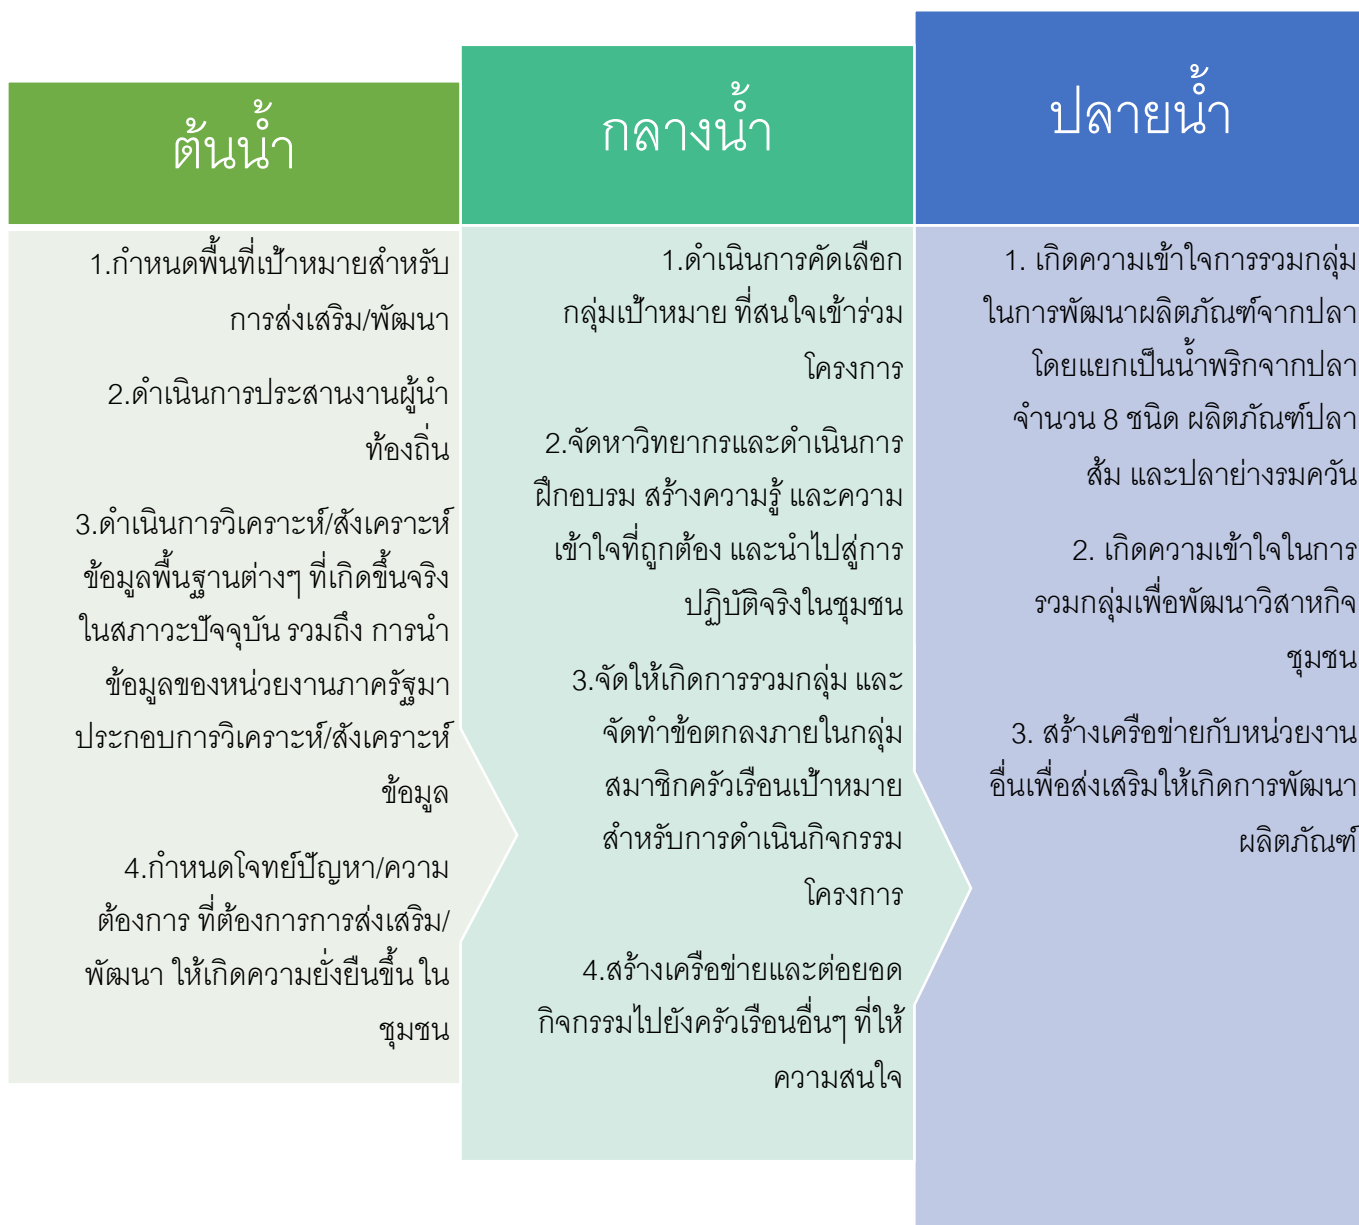 ต้นน้ำ
1.กำหนดพื้นที่เป้าหมายสำหรับ
การส่งเสริม/พัฒนา
2.ดำเนินการประสานงานผู้นำ
ท้องถิ่น
3.ดำเนินการวิเคราะห์/สังเคราะห์
ข้อมูลพื้นฐานต่างๆ ที่เกิดขึ้นจริง
ในสภาวะปัจจุบัน รวมถึง การนำ
ข้อมูลของหน่วยงานภาครัฐมา
ประกอบการวิเคราะห์/สังเคราะห์
ข้อมูล
4.กำหนดโจทย์ปัญหา/ความ
ต้องการ ที่ต้องการการส่งเสริม/
พัฒนา ให้เกิดความยั่งยืนขึ้น ใน
ชุมชน
กลางน้ำ
1.ดำเนินการคัดเลือก
กลุ่มเป้าหมาย ที่สนใจเข้าร่วม
โครงการ
2.จัดหาวิทยากรและดำเนินการ
ฝึกอบรม สร้างความรู้ และความ
เข้าใจที่ถูกต้อง และนำไปสู่การ
ปฏิบัติจริงในชุมชน
3.จัดให้เกิดการรวมกลุ่ม และ
จัดทำข้อตกลงภายในกลุ่ม
สมาชิกครัวเรือนเป้าหมาย
สำหรับการดำเนินกิจกรรม
โครงการ
4.สร้างเครือข่ายและต่อยอด
กิจกรรมไปยังครัวเรือนอื่นๆ ที่ให้
ความสนใจ
ปลายน้ำ
1. เกิดความเข้าใจการรวมกลุ่ม
ในการพัฒนาผลิตภัณฑ์จากปลา
โดยแยกเป็นน้ำพริกจากปลา
จำนวน 8 ชนิด ผลิตภัณฑ์ปลา
ส้ม และปลาย่างรมควัน
2. เกิดความเข้าใจในการ
รวมกลุ่มเพื่อพัฒนาวิสาหกิจ
ชุมชน
3. สร้างเครือข่ายกับหน่วยงาน
อื่นเพื่อส่งเสริมให้เกิดการพัฒนา
ผลิตภัณฑ์